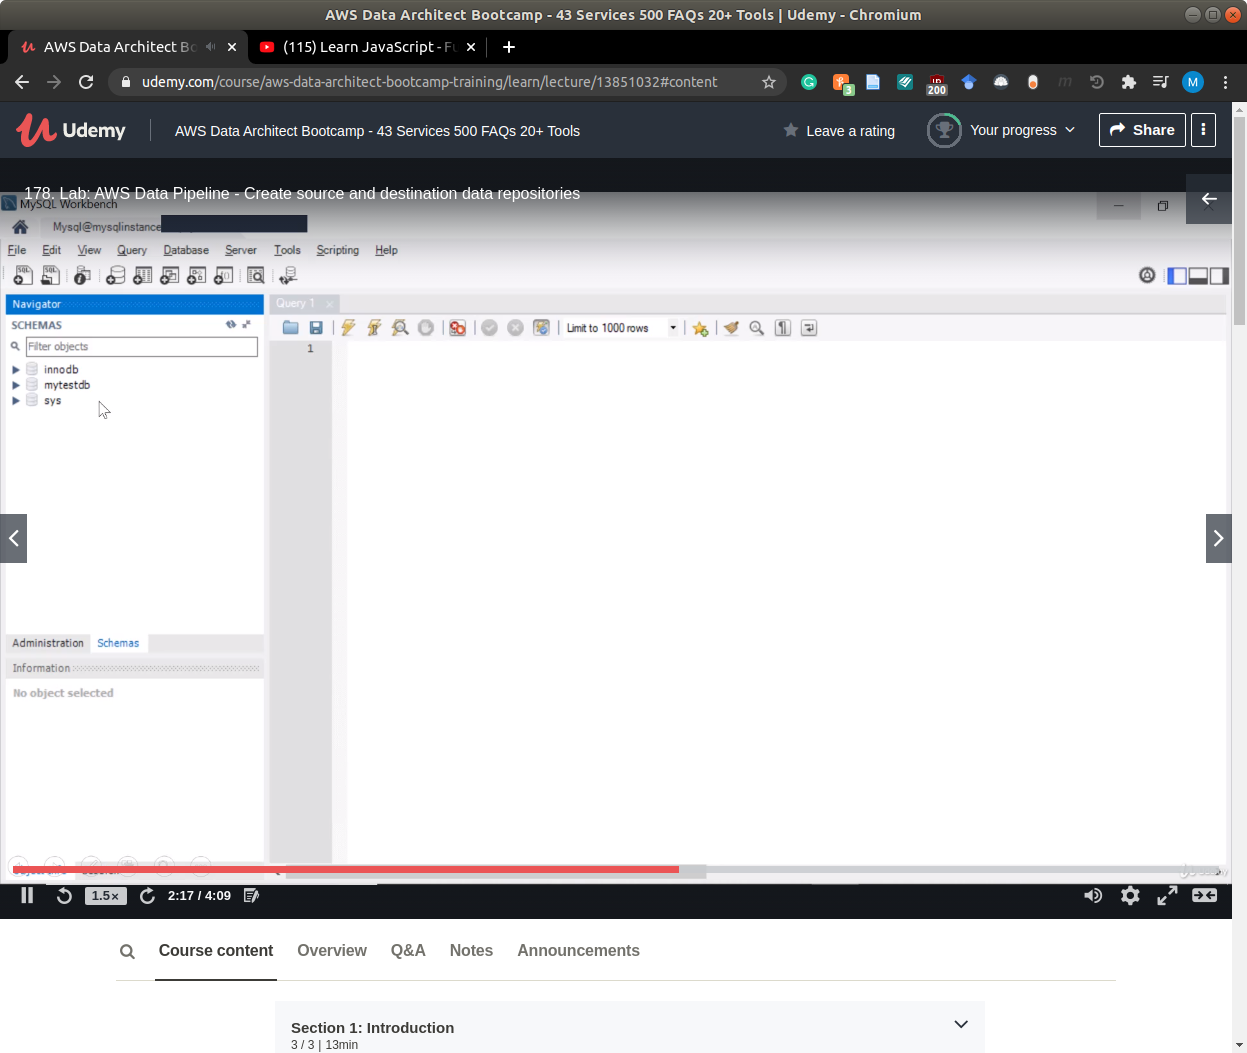 AWS Data Architect Bootcamp - 43 Services 500 FAQs 20+ Tools | Udemy - Chromium
AWS Data Architect Bo
(115) Learn JavaScript - Fu
udemy.com/course/aws-data-architect-bootcamp-training/learn/lecture/13851032#content
3
200
M
Udemy
AWS Data Architect Bootcamp - 43 Services 500 FAQs 20+ Tools
Leave a rating
Your progress
Share
178. Lab: AWS Data Pipeline - Create source and destination data repositories
MySQL Workbench
Mysql@mysqlinstance
File Edit View Query Database Server Tools Scripting Help
Navigator
Query 1
SCHEMAS
Limit to 1000 rows
Filter objects
1
innodb
mytestdb
sys
Administration Schemas
Information
No object selected
1.5×
2:17 / 4:09
Course content
Overview
Q&A
Notes
Announcements
Section 1: Introduction
3 / 3 | 13min